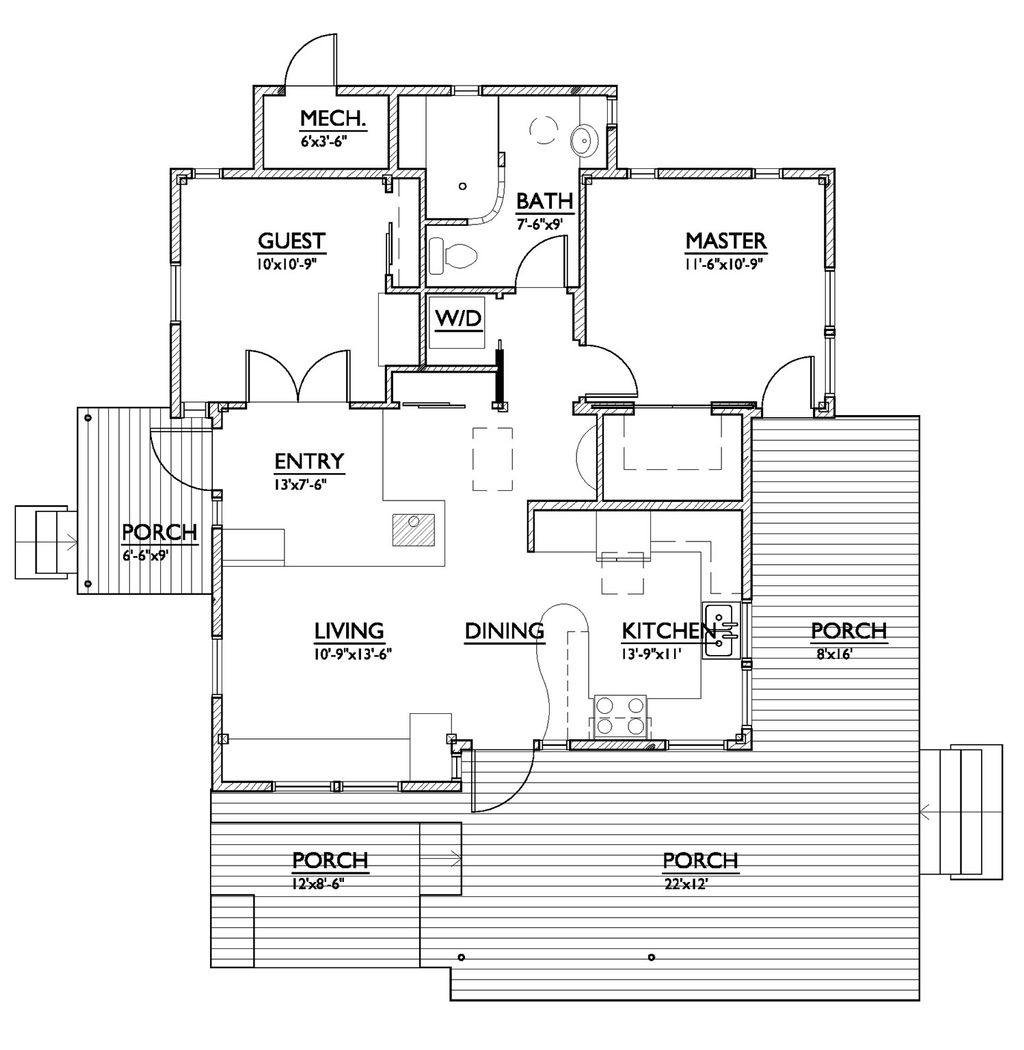 MECH.
6'x3'-6"
BATH
7'-6"x9'
GUEST
10'x10'-9"
MASTER
11'-6"x10'-9"
W/D
ENTRY
13'x7'-6"
PORCH
6'-6"x9'
LIVING
10'-9"x13'-6"
DINING
KITCHEN
13'-9"x11'
PORCH
8'x16'
PORCH
12'x8'-6"
PORCH
22'x12'